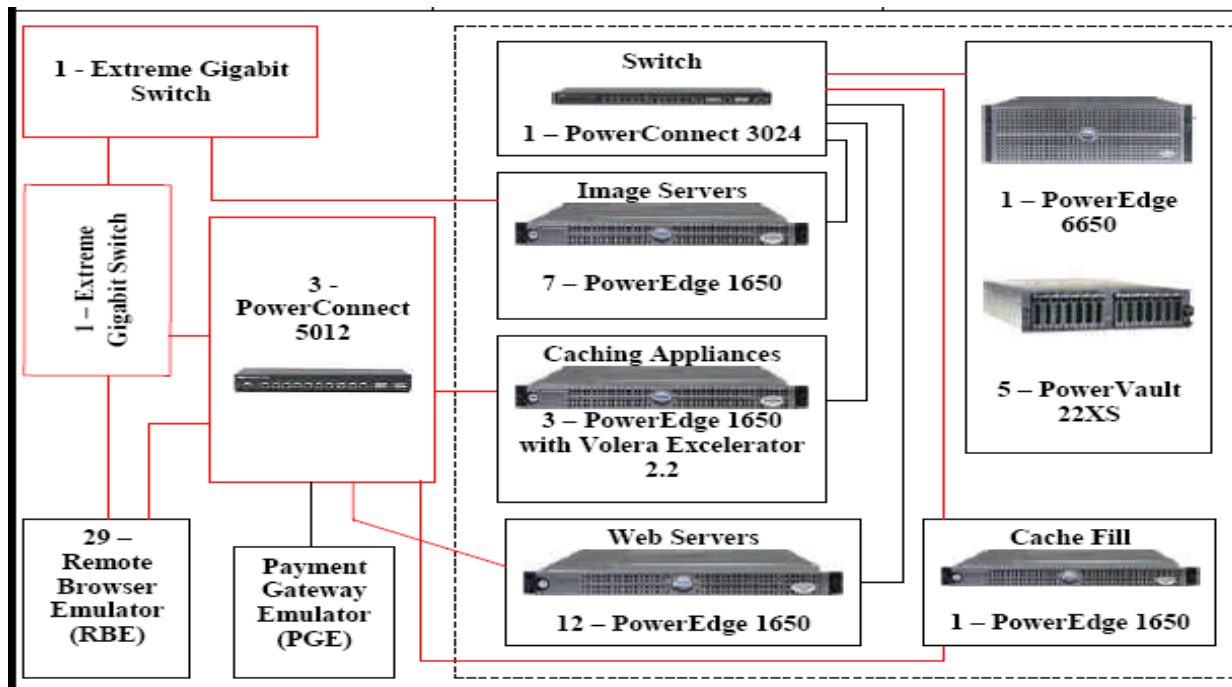 1 - Extreme Gigabit
Switch
1 – Extreme
Gigabit Switch
3 -
PowerConnect
5012
29 –
Remote
Browser
Emulator
(RBE)
Payment
Gateway
Emulator
(PGE)
Switch
1 – PowerConnect 3024
Image Servers
7 – PowerEdge 1650
Caching Appliances
3 – PowerEdge 1650
with Volera Excelerator
2.2
Web Servers
12 – PowerEdge 1650
1 – PowerEdge
6650
5 – PowerVault
22XS
Cache Fill
1 – PowerEdge 1650